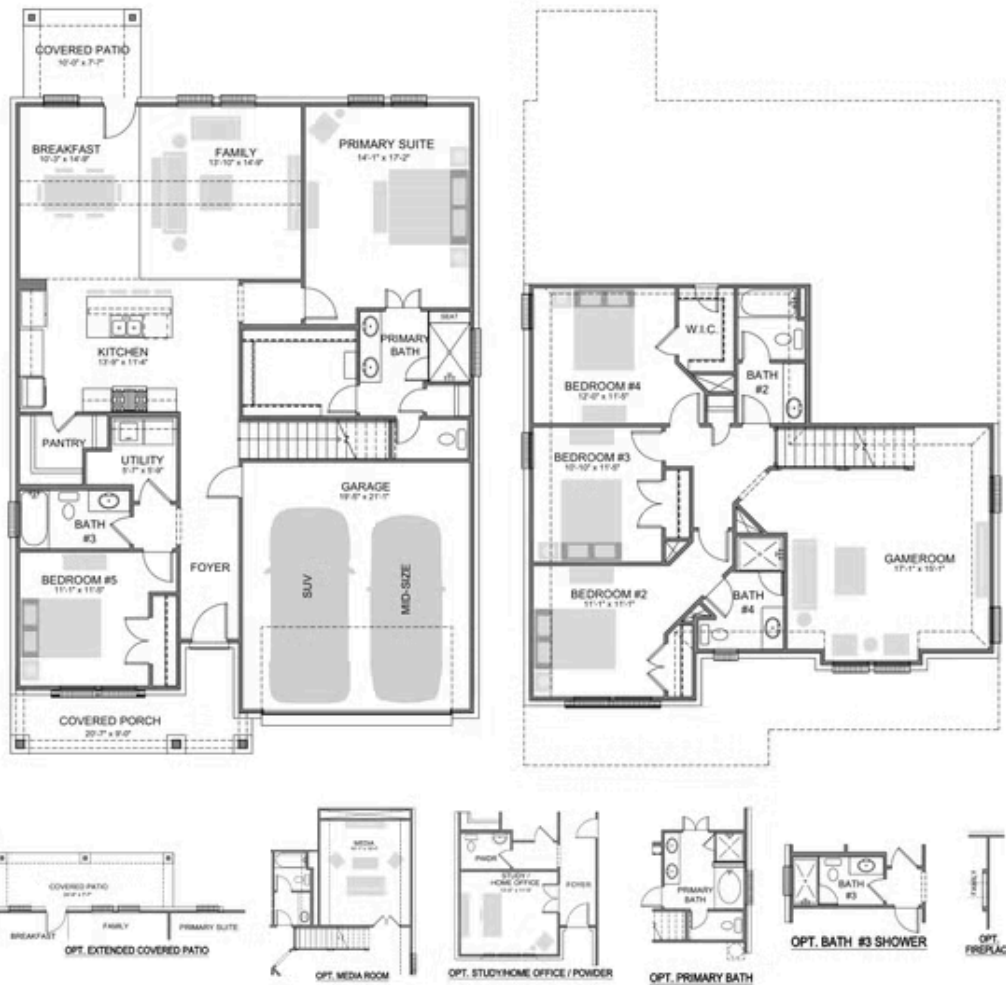 COVERED PATIO
10'-0" x 7'-7"
BREAKFAST
10'-3" x 14'-9"
FAMILY
13'-10" x 14'-9"
PRIMARY SUITE
14'-1" x 17'-2"
KITCHEN
13'-9" x 11'-4"
SEAT
PRIMARY
BATH
PANTRY
UTILITY
5'-7" x 5'-9"
BATH
#3
BEDROOM #5
11'-1" x 11'-5"
FOYER
GARAGE
19'-5" x 21'-1"
SUV
MID-SIZE
COVERED PORCH
20'-7" x 9'-0"
W.I.C.
BEDROOM #4
12'-0" x 11'-5"
BATH
#2
BEDROOM #3
10'-10" x 11'-5"
GAMEROOM
17'-1" x 15'-1"
BEDROOM #2
11'-1" x 11'-1"
BATH
#4
COVERED PATIO
BREAKFAST
FAMILY
PRIMARY SUITE
OPT. EXTENDED COVERED PATIO
MEDIA
OPT. MEDIA ROOM
PWDR
STUDY /
HOME OFFICE
FOYER
OPT. STUDY/HOME OFFICE / POWDER
PRIMARY
BATH
OPT. PRIMARY BATH
BATH
#3
OPT. BATH #3 SHOWER
FAMILY
OPT.
FIREPLAC